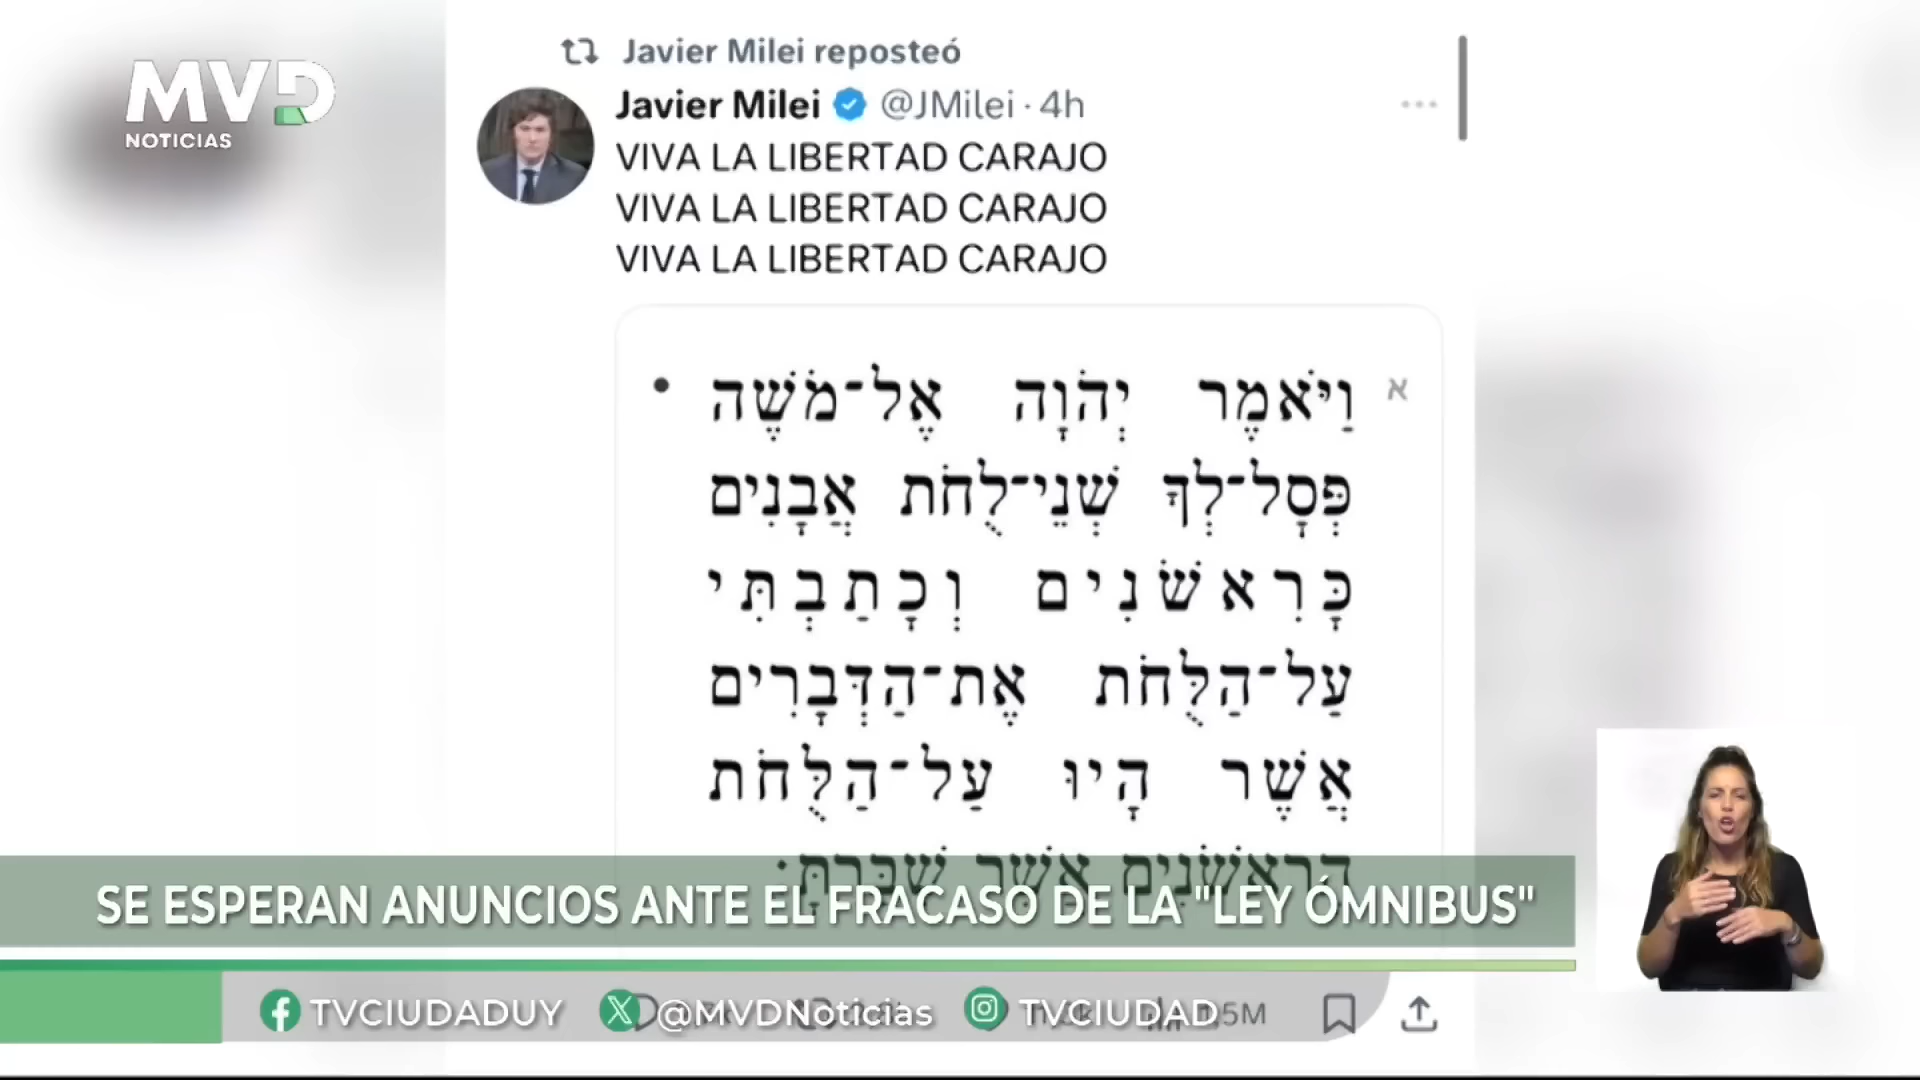 MVD
NOTICIAS
Javier Milei reposteó
Javier Milei @JMilei · 4h
VIVA LA LIBERTAD CARAJO
VIVA LA LIBERTAD CARAJO
VIVA LA LIBERTAD CARAJO
א וַיֹּאמֶר יְהֹוָה אֶל־מֹשֶׁה
פְּסָל־לְךָ שְׁנֵי־לֻחֹת אֲבָנִים
כָּרִאשֹׁנִים וְכָתַבְתִּי
עַל־הַלֻּחֹת אֶת־הַדְּבָרִים
אֲשֶׁר הָיוּ עַל־הַלֻּחֹת
הָרִאשֹׁנִים אֲשֶׁר שִׁבַּרְתָּ׃
SE ESPERAN ANUNCIOS ANTE EL FRACASO DE LA "LEY ÓMNIBUS"
TVCIUDADUY @MVDNoticias TVCIUDAD